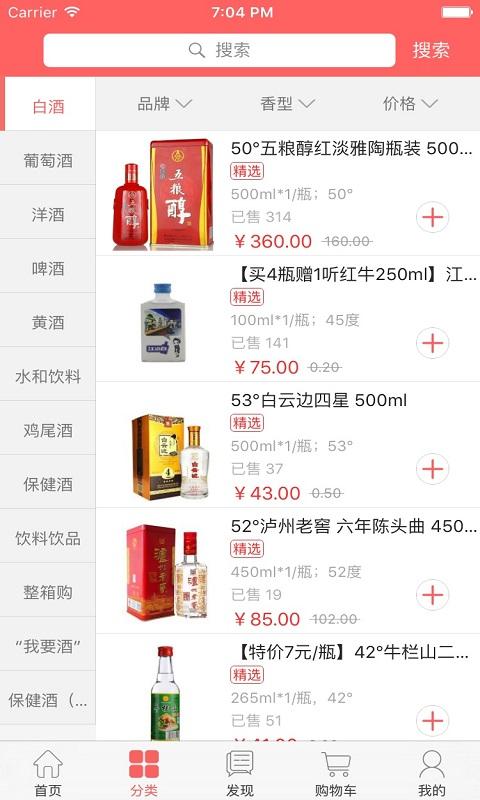 Carrier 7:04 PM
搜索 搜索
白酒
葡萄酒
洋酒
啤酒
黄酒
水和饮料
鸡尾酒
保健酒
饮料饮品
整箱购
“我要酒”
保健酒（...
品牌 香型 价格
50°五粮醇红淡雅陶瓶装 500...
精选
500ml*1/瓶；50°
已售 314
￥360.00 160.00
五粮醇
【买4瓶赠1听红牛250ml】江...
精选
100ml*1/瓶；45度
已售 141
￥75.00 0.20
53°白云边四星 500ml
精选
500ml*1/瓶；53°
已售 37
￥43.00 0.50
白云边
4
52°泸州老窖 六年陈头曲 450...
精选
450ml*1/瓶；52度
已售 19
￥85.00 102.00
泸州老窖
【特价7元/瓶】42°牛栏山二...
精选
265ml*1/瓶，42°
已售 51
首页 分类 发现 购物车 我的